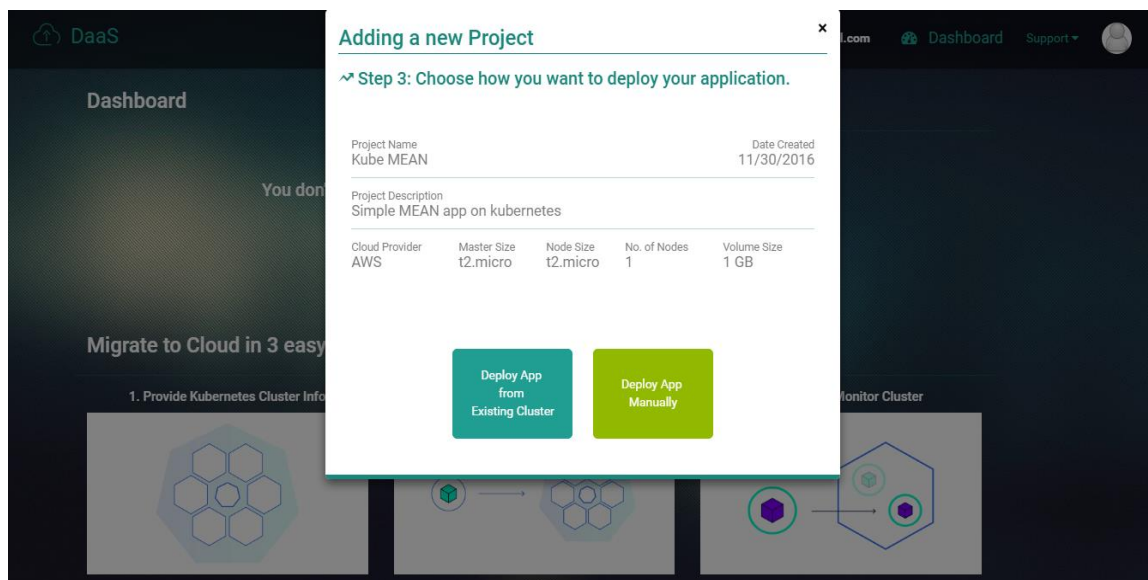 DaaS
l.com
Dashboard
Support
Dashboard
You don'
Migrate to Cloud in 3 easy
1. Provide Kubernetes Cluster Info
Monitor Cluster
Adding a new Project
x
Step 3: Choose how you want to deploy your application.
Project Name
Kube MEAN
Date Created
11/30/2016
Project Description
Simple MEAN app on kubernetes
Cloud Provider
AWS
Master Size
t2.micro
Node Size
t2.micro
No. of Nodes
1
Volume Size
1 GB
Deploy App
from
Existing Cluster
Deploy App
Manually